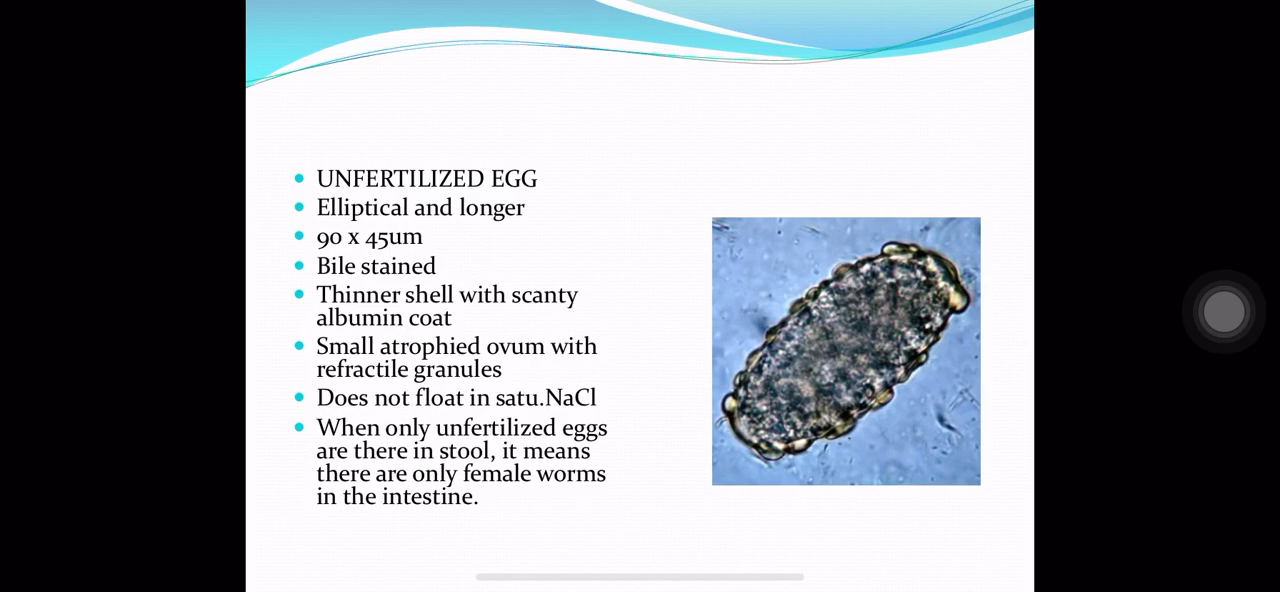 UNFERTILIZED EGG
Elliptical and longer
90 x 45um
Bile stained
Thinner shell with scanty
albumin coat
Small atrophied ovum with
refractile granules
Does not float in satu.NaCl
When only unfertilized eggs
are there in stool, it means
there are only female worms
in the intestine.